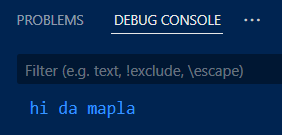 PROBLEMS DEBUG CONSOLE ...
Filter (e.g. text, !exclude, \escape)
hi da mapla